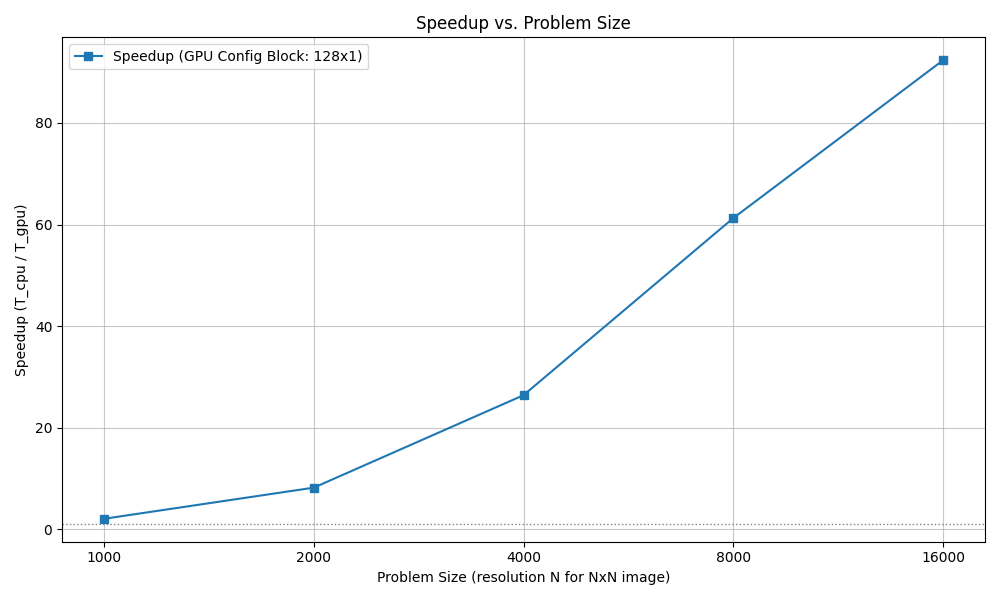 Speedup vs. Problem Size
Speedup (GPU Config Block: 128x1)
Speedup (T_cpu / T_gpu)
80
60
40
20
0
1000 2000 4000 8000 16000
Problem Size (resolution N for NxN image)